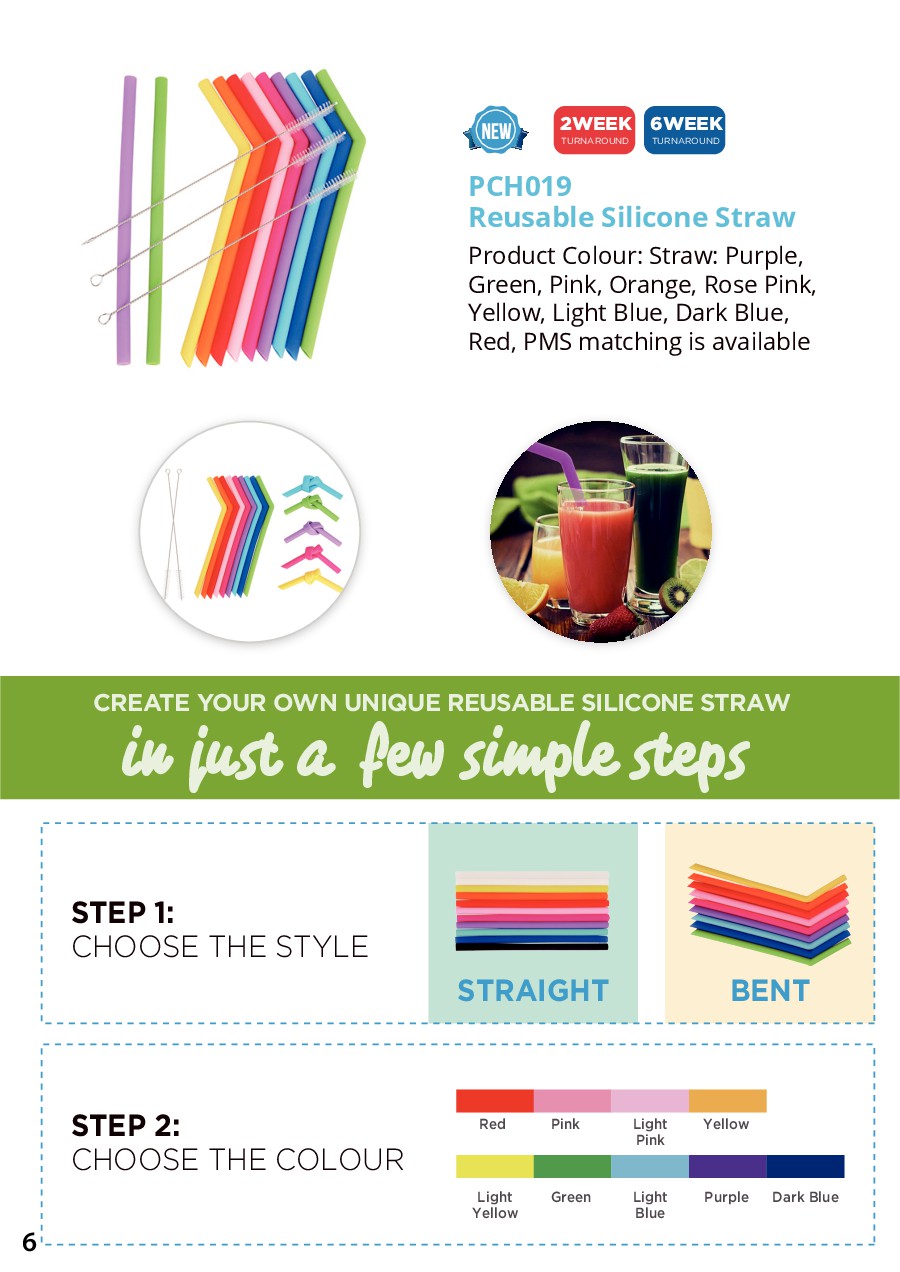 NEW
2WEEK
TURNAROUND
6WEEK
TURNAROUND
PCH019
Reusable Silicone Straw
Product Colour: Straw: Purple,
Green, Pink, Orange, Rose Pink,
Yellow, Light Blue, Dark Blue,
Red, PMS matching is available
CREATE YOUR OWN UNIQUE REUSABLE SILICONE STRAW
in just a few simple steps
STEP 1:
CHOOSE THE STYLE
STRAIGHT
BENT
STEP 2:
CHOOSE THE COLOUR
Red
Pink
Light
Pink
Yellow
Light
Yellow
Green
Light
Blue
Purple
Dark Blue
6